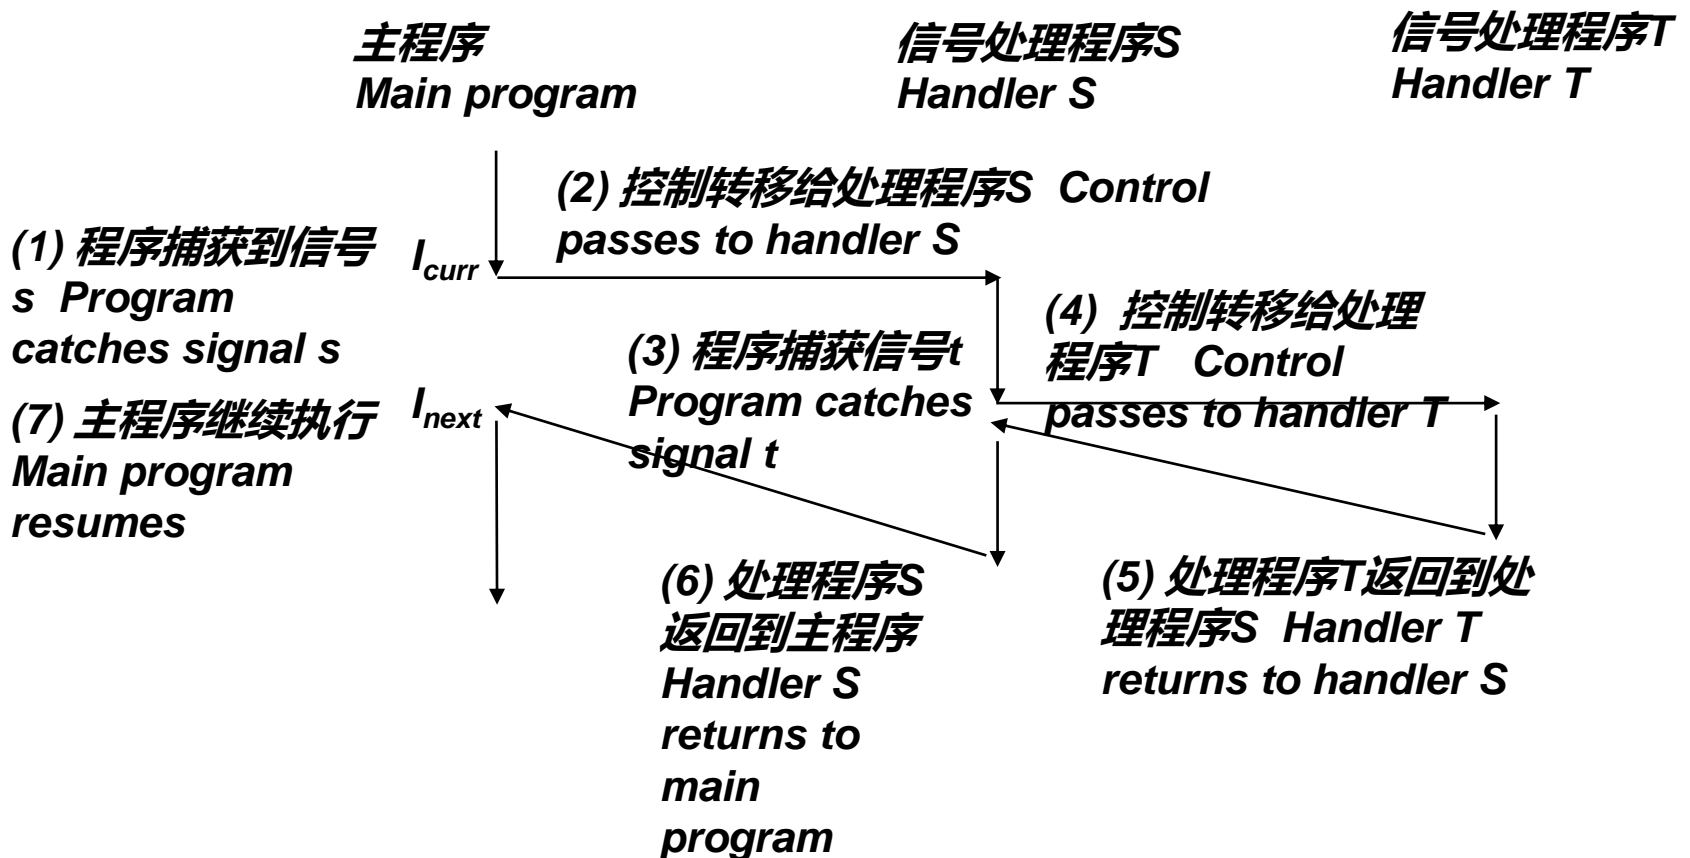 主程序
Main program
信号处理程序S
Handler S
信号处理程序T
Handler T
(1) 程序捕获到信号
s Program
catches signal s
I_curr
(2) 控制转移给处理程序S Control
passes to handler S
(3) 程序捕获信号t
Program catches
signal t
(4) 控制转移给处理
程序T Control
passes to handler T
(7) 主程序继续执行
Main program
resumes
I_next
(6) 处理程序S
返回到主程序
Handler S
returns to
main
program
(5) 处理程序T返回到处
理程序S Handler T
returns to handler S